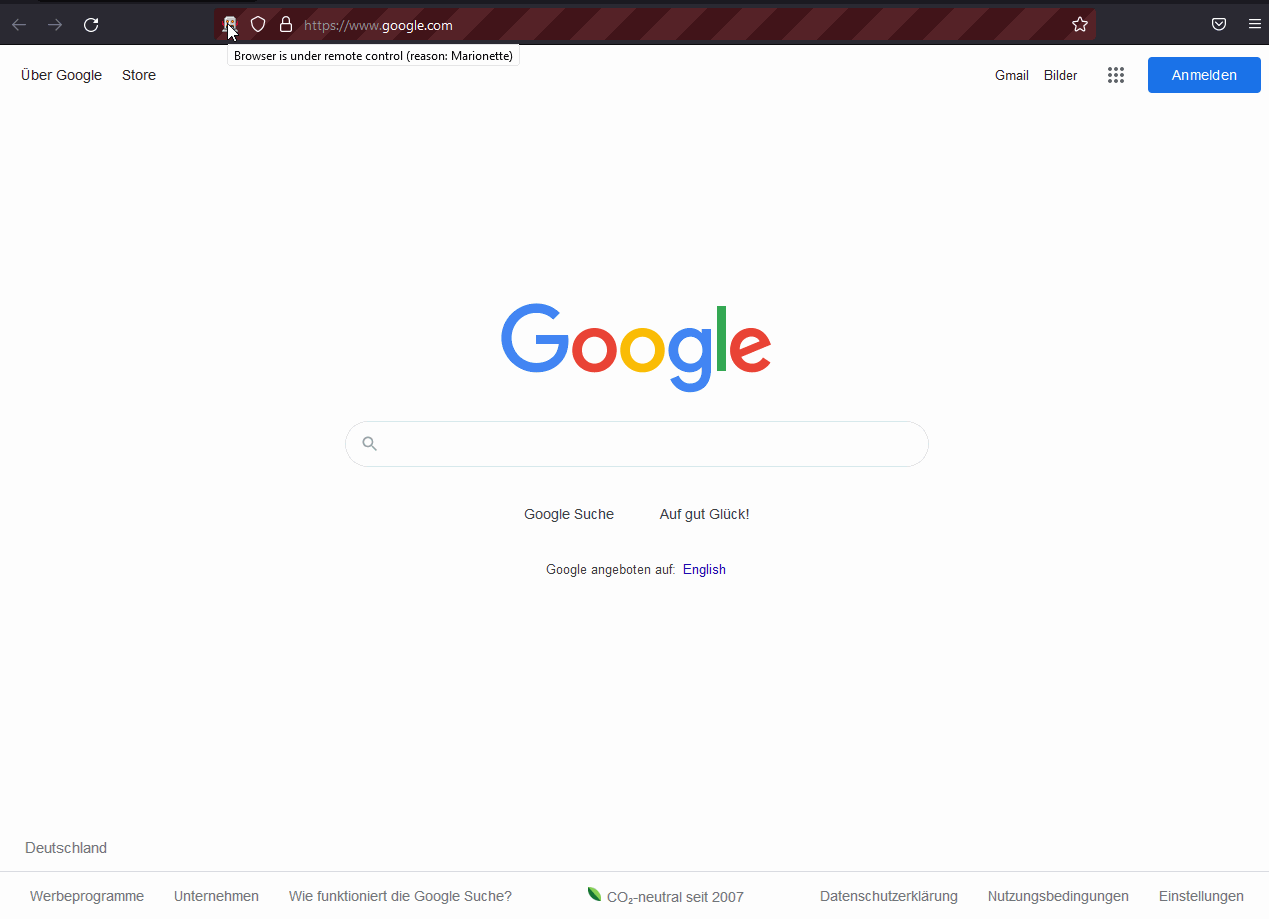 https://www.google.com
Browser is under remote control (reason: Marionette)
Über Google Store Gmail Bilder Anmelden
Google
Google Suche Auf gut Glück!
Google angeboten auf: English
Deutschland
Werbeprogramme Unternehmen Wie funktioniert die Google Suche? CO₂-neutral seit 2007 Datenschutzerklärung Nutzungsbedingungen Einstellungen